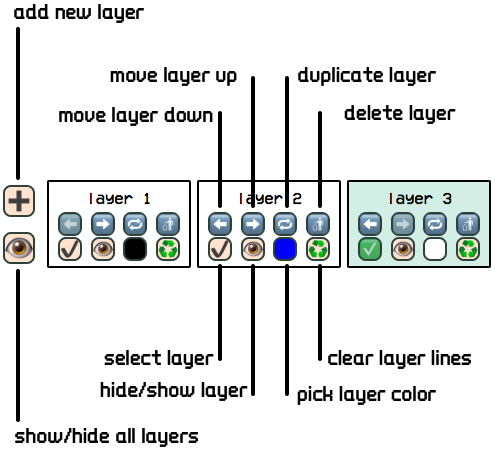 add new layer
move layer up
duplicate layer
move layer down
delete layer
layer 1
layer 2
layer 3
select layer
clear layer lines
hide/show layer
pick layer color
show/hide all layers